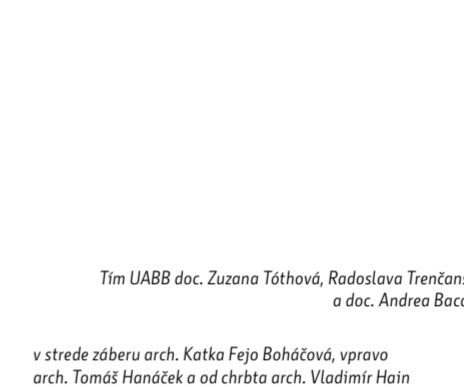 Tím UABB doc. Zuzana Tóthová, Radoslava
a doc. Andrea
v strede záberu arch. Katka Fejo Boháčová, vpravo
arch. Tomáš Hanáček a od chrbta arch. Vladimír Hain